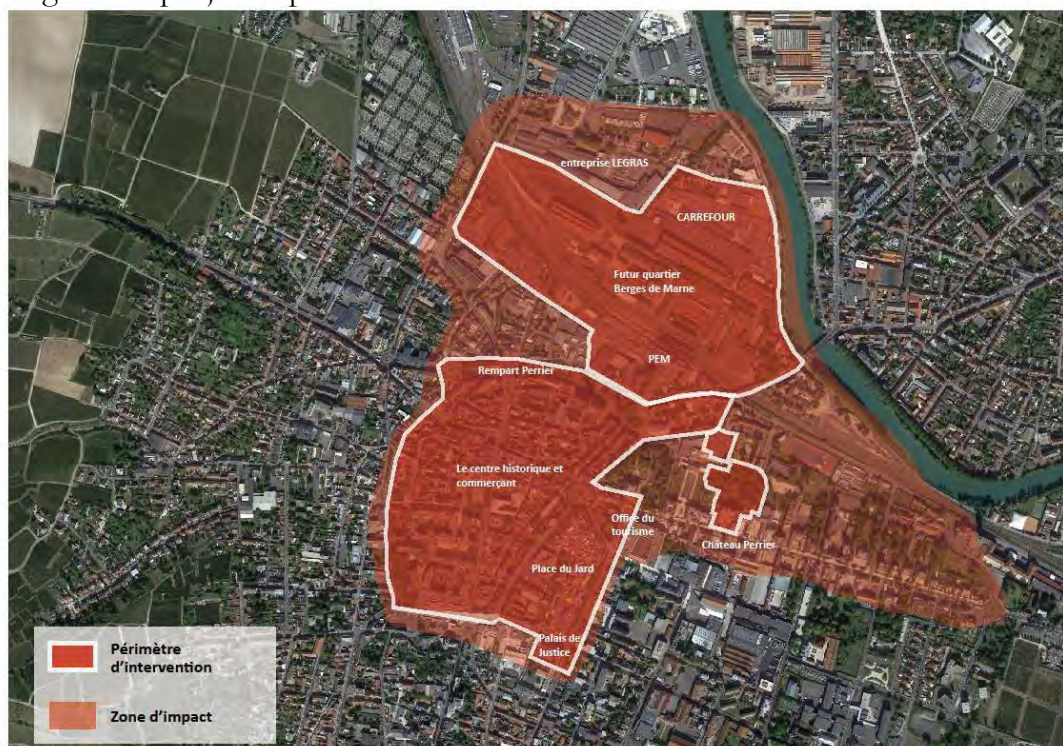 entreprise LEGRAS
CARREFOUR
Futur quartier
Berges de Marne
PEM
Rempart Perrier
Le centre historique et
commerçant
Office du
tourisme
Château Perrier
Place du Jard
Palais de
Justice
Périmètre
d'intervention
Zone d'impact